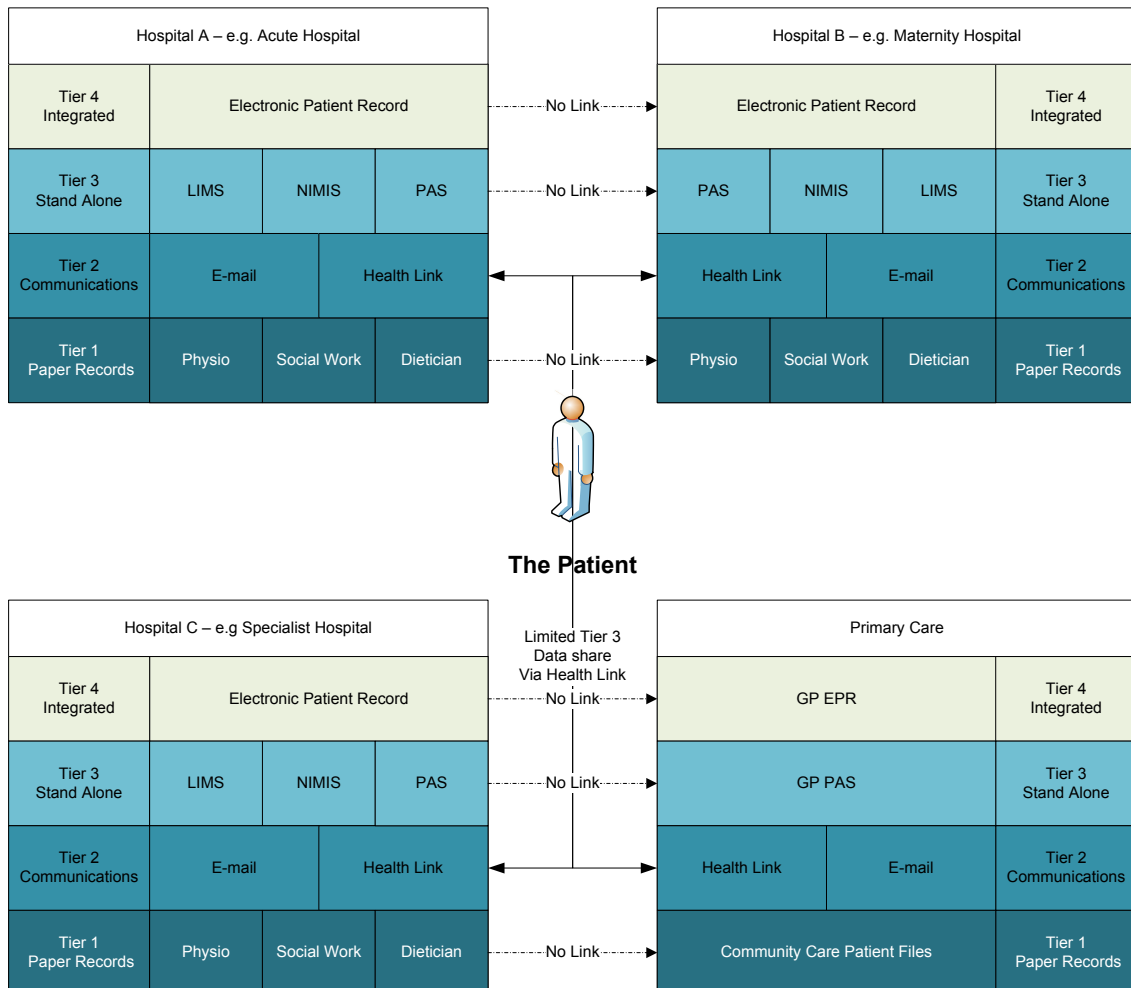 Hospital A – e.g. Acute Hospital
Tier 4
Integrated
Electronic Patient Record
Tier 3
Stand Alone
LIMS
NIMIS
PAS
Tier 2
Communications
E-mail
Health Link
Tier 1
Paper Records
Physio
Social Work
Dietician
No Link
No Link
No Link
Hospital B – e.g. Maternity Hospital
Electronic Patient Record
Tier 4
Integrated
PAS
NIMIS
LIMS
Tier 3
Stand Alone
Health Link
E-mail
Tier 2
Communications
Physio
Social Work
Dietician
Tier 1
Paper Records
The Patient
Hospital C – e.g Specialist Hospital
Tier 4
Integrated
Electronic Patient Record
Tier 3
Stand Alone
LIMS
NIMIS
PAS
Tier 2
Communications
E-mail
Health Link
Tier 1
Paper Records
Physio
Social Work
Dietician
Limited Tier 3
Data share
Via Health Link
No Link
No Link
No Link
Primary Care
GP EPR
Tier 4
Integrated
GP PAS
Tier 3
Stand Alone
Health Link
E-mail
Tier 2
Communications
Community Care Patient Files
Tier 1
Paper Records